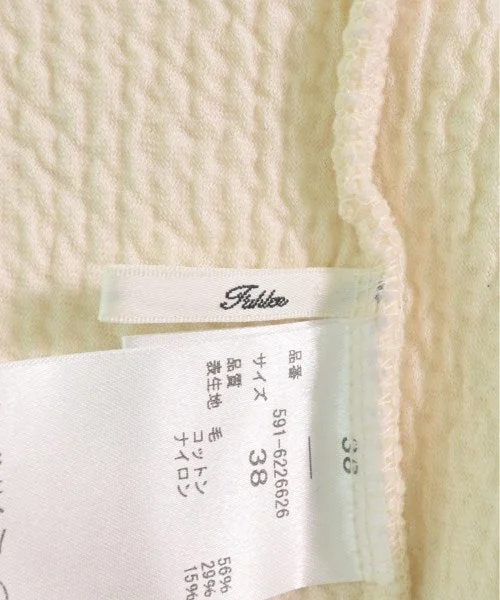 Fühlen
38
品番 591-6226626
サイズ 38
品質
表生地 毛 56%
コットン 29%
ナイロン 15%